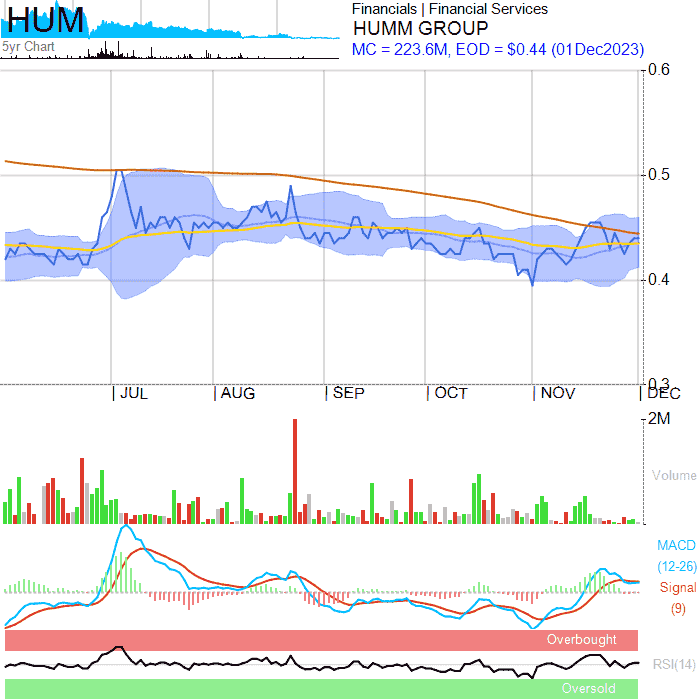 HUM
5yr Chart
Financials | Financial Services
HUMM GROUP
MC = 223.6M, EOD = $0.44 (01Dec2023)
0.6
0.5
0.4
0.3
JUL
AUG
SEP
OCT
NOV
DEC
2M
Volume
MACD
(12-26)
Signal
(9)
Overbought
RSI(14)
Oversold